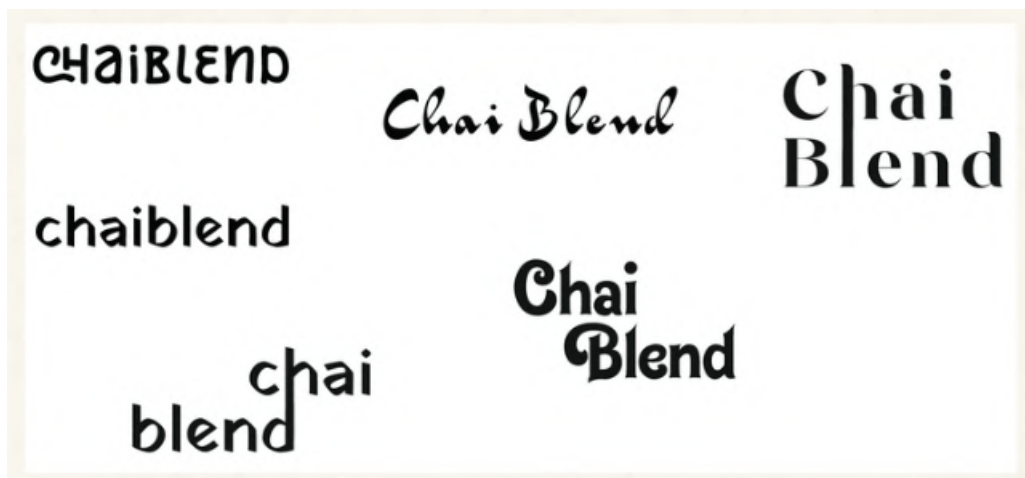 CHaiBLEND
Chai Blend
Chai
Blend
chaiblend
Chai
Blend
chai
blend